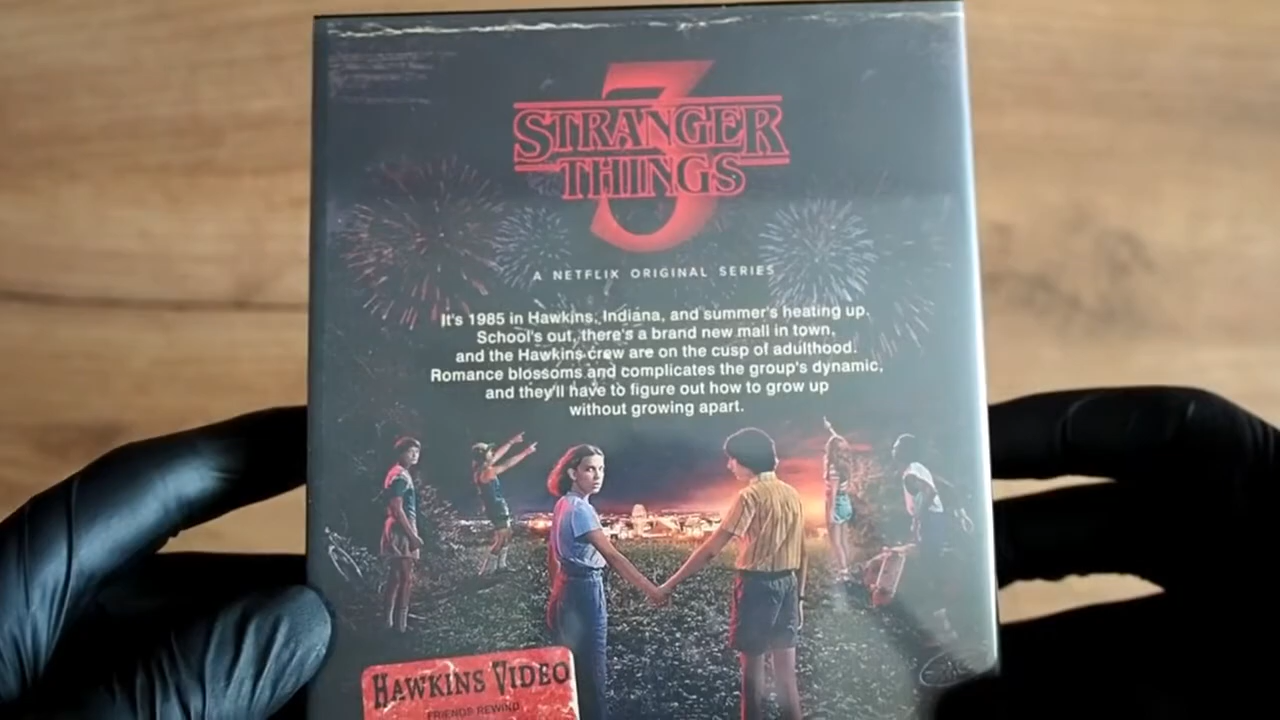 3
STRANGER
THINGS
A NETFLIX ORIGINAL SERIES
It's 1985 in Hawkins, Indiana, and summer's heating up.
School's out, there's a brand new mall in town,
and the Hawkins crew are on the cusp of adulthood.
Romance blossoms and complicates the group's dynamic,
and they'll have to figure out how to grow up
without growing apart.
HAWKINS VIDEO
FRIENDS REWIND